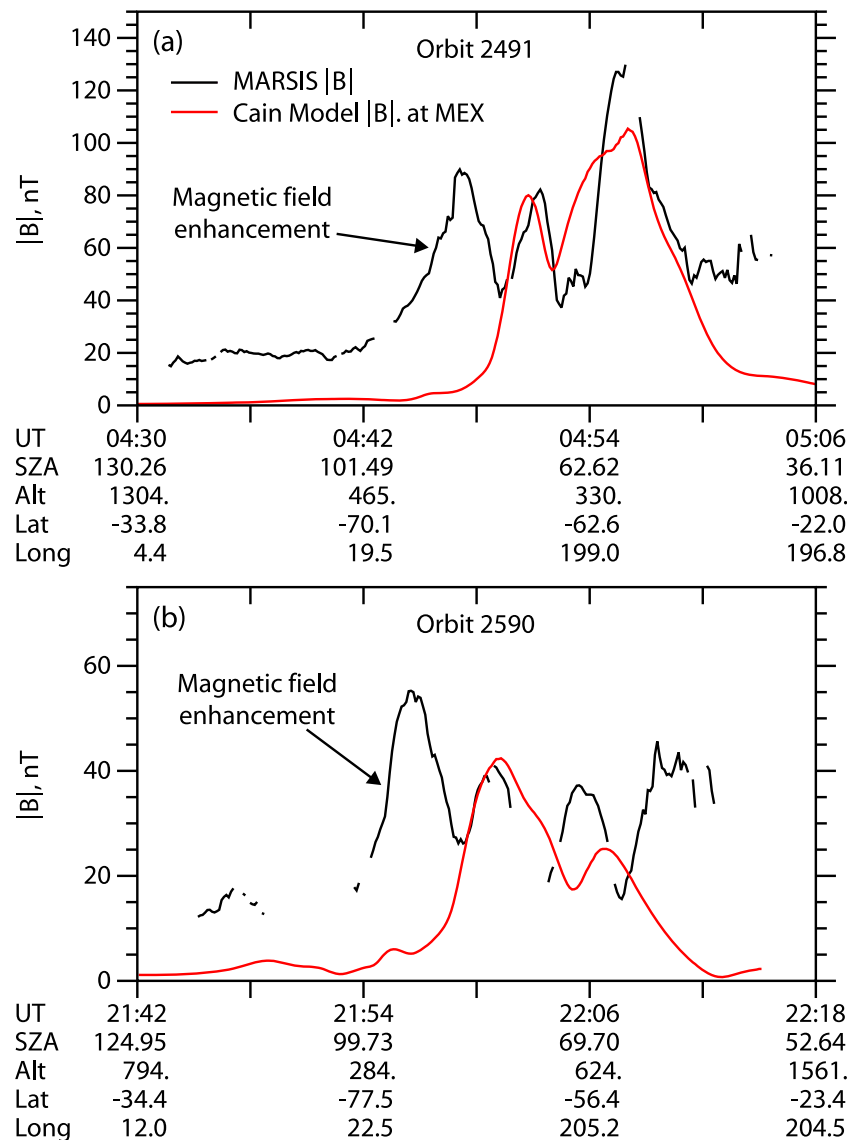 (a)
Orbit 2491
MARSIS |B|
Cain Model |B|. at MEX
Magnetic field
enhancement
|B|, nT
140
120
100
80
60
40
20
0
UT 04:30 04:42 04:54 05:06
SZA 130.26 101.49 62.62 36.11
Alt 1304. 465. 330. 1008.
Lat -33.8 -70.1 -62.6 -22.0
Long 4.4 19.5 199.0 196.8
(b)
Orbit 2590
Magnetic field
enhancement
|B|, nT
60
40
20
0
UT 21:42 21:54 22:06 22:18
SZA 124.95 99.73 69.70 52.64
Alt 794. 284. 624. 1561.
Lat -34.4 -77.5 -56.4 -23.4
Long 12.0 22.5 205.2 204.5